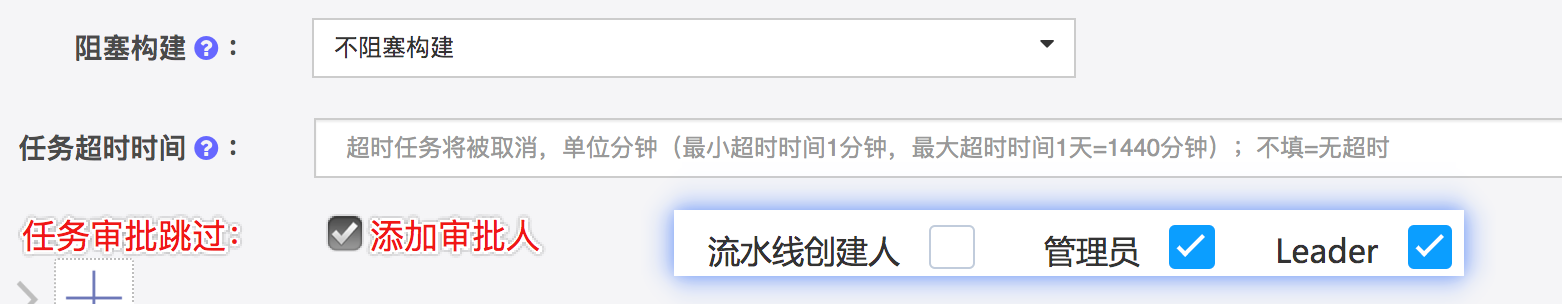 阻塞构建 ? ：
不阻塞构建
任务超时时间 ? ：
超时任务将被取消，单位分钟（最小超时时间1分钟，最大超时时间1天=1440分钟）；不填=无超时
任务审批跳过：
添加审批人
流水线创建人 管理员 Leader